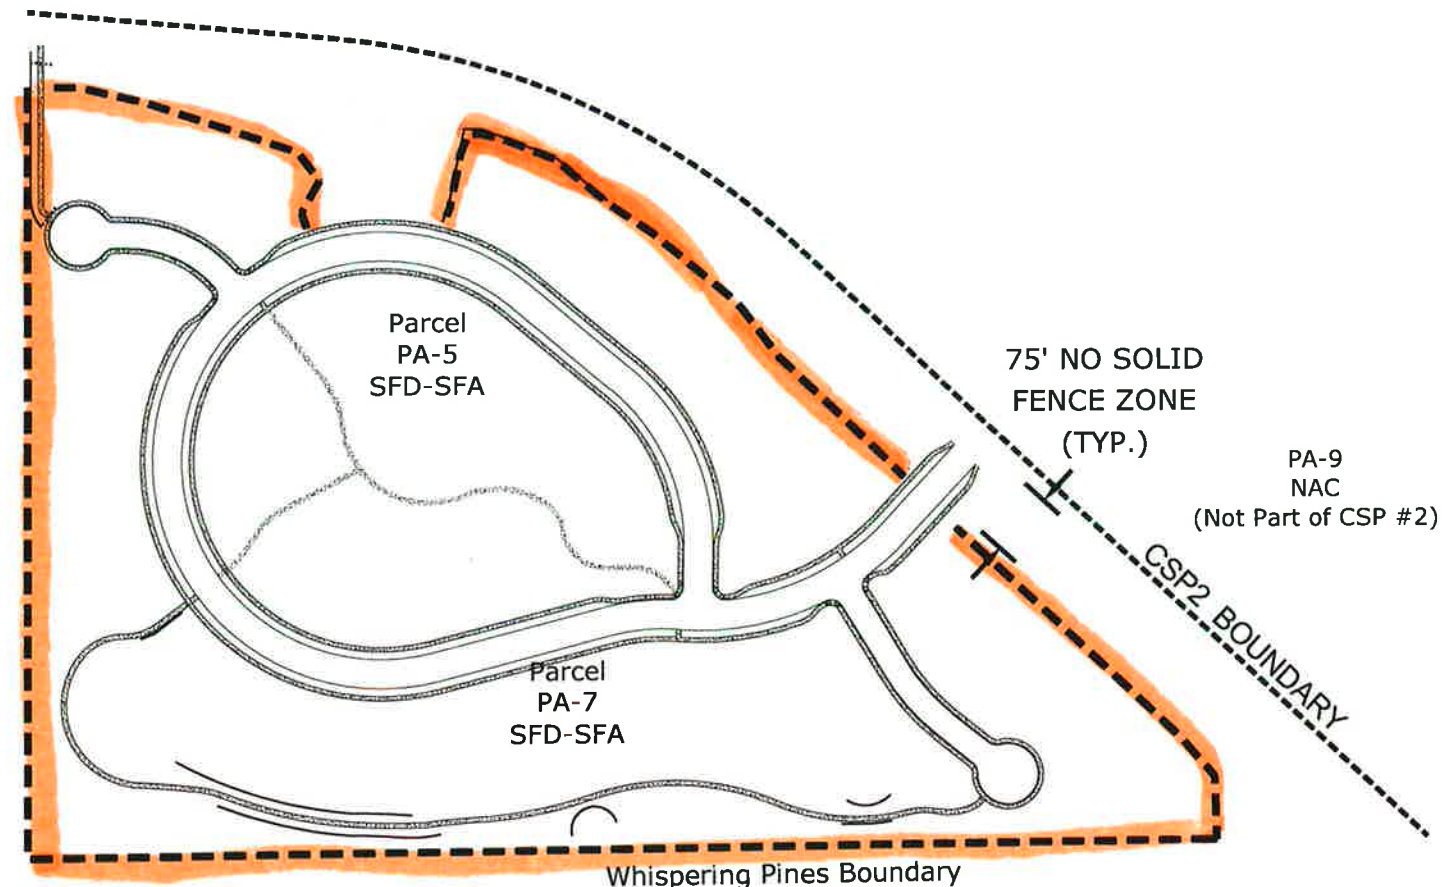 Parcel
PA-5
SFD-SFA
75' NO SOLID
FENCE ZONE
(TYP.)
PA-9
NAC
(Not Part of CSP #2)
CSP2 BOUNDARY
Parcel
PA-7
SFD-SFA
Whispering Pines Boundary